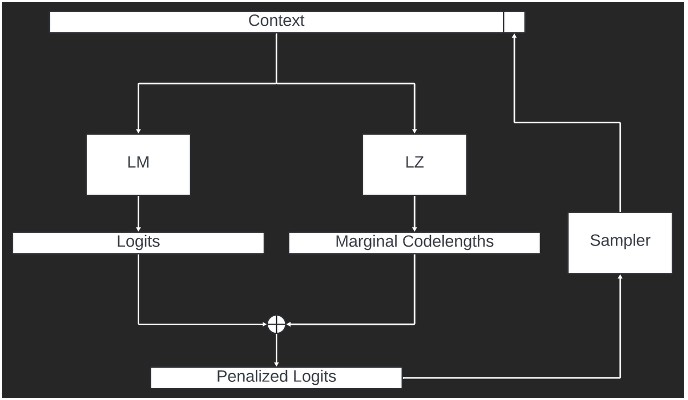 Context
LM
LZ
Logits
Marginal Codelengths
Sampler
Penalized Logits